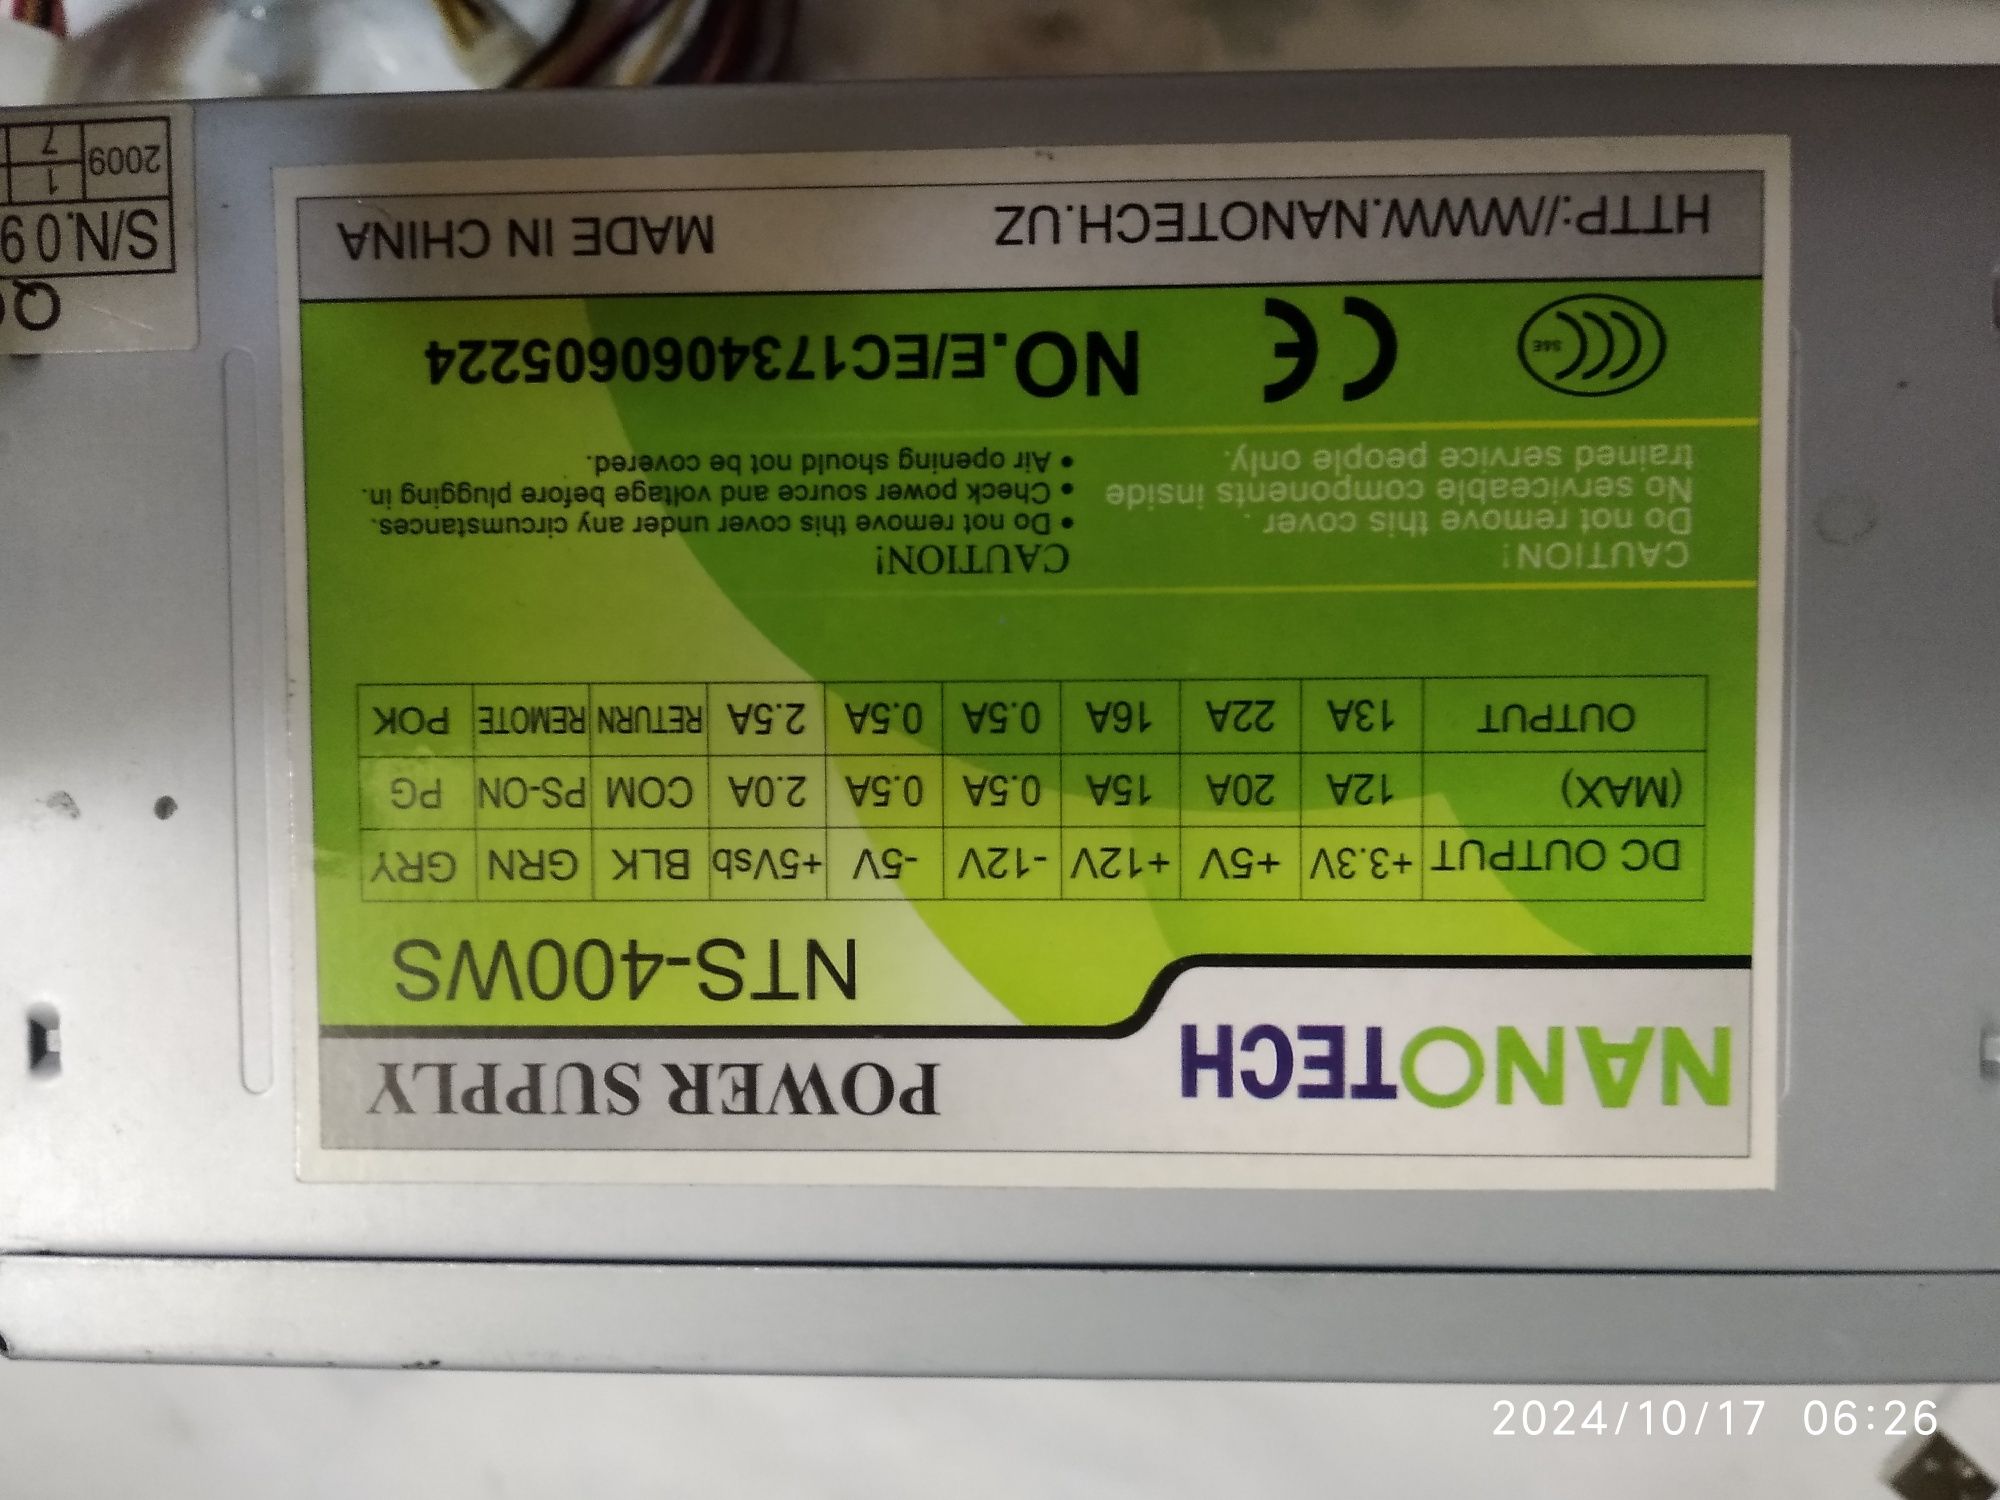 NANOTECH
POWER SUPPLY
NTS-400WS
DC OUTPUT +3.3V +5V +12V -12V -5V +5Vsb BLK GRN GRY
(MAX) 12A 20A 15A 0.5A 0.5A 2.0A COM PS-ON PG
OUTPUT 13A 22A 16A 0.5A 0.5A 2.5A RETURN REMOTE POK
CAUTION!
Do not remove this cover .
No serviceable components inside
trained service people only.
CAUTION!
• Do not remove this cover under any circumstances.
• Check power source and voltage before plugging in.
• Air opening should not be covered.
CCC S&E
CE
NO.E/EC1734060605224
HTTP://WWW.NANOTECH.UZ
MADE IN CHINA
S/N.09
2009 1
7
2024/10/17 06:26